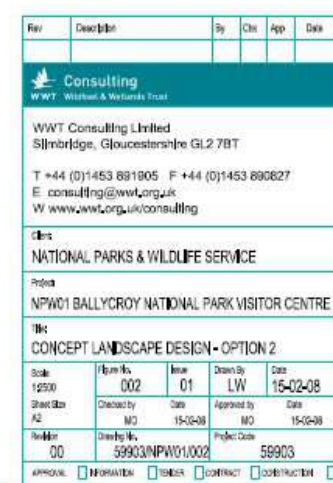 Rev Description By Chk App Date
Consulting
WWT Wildfowl & Wetlands Trust
WWT Consulting Limited
Slimbridge, Gloucestershire GL2 7BT
T +44 (0)1453 891905 F +44 (0)1453 890827
E consulting@wwt.org.uk
W www.wwt.org.uk/consulting
Client
NATIONAL PARKS & WILDLIFE SERVICE
Project
NPW01 BALLYCROY NATIONAL PARK VISITOR CENTRE
Title
CONCEPT LANDSCAPE DESIGN - OPTION 2
Scale Figure No. Issue Drawn By Date
1:2500 002 01 LW 15-02-08
Sheet Size Checked by Date Approved by Date
A2 MO 15-02-08 MO 15-02-08
Revision Drawing No. Project Code
00 59903/NPW01/002 59903
APPROVAL INFORMATION TENDER CONTRACT CONSTRUCTION